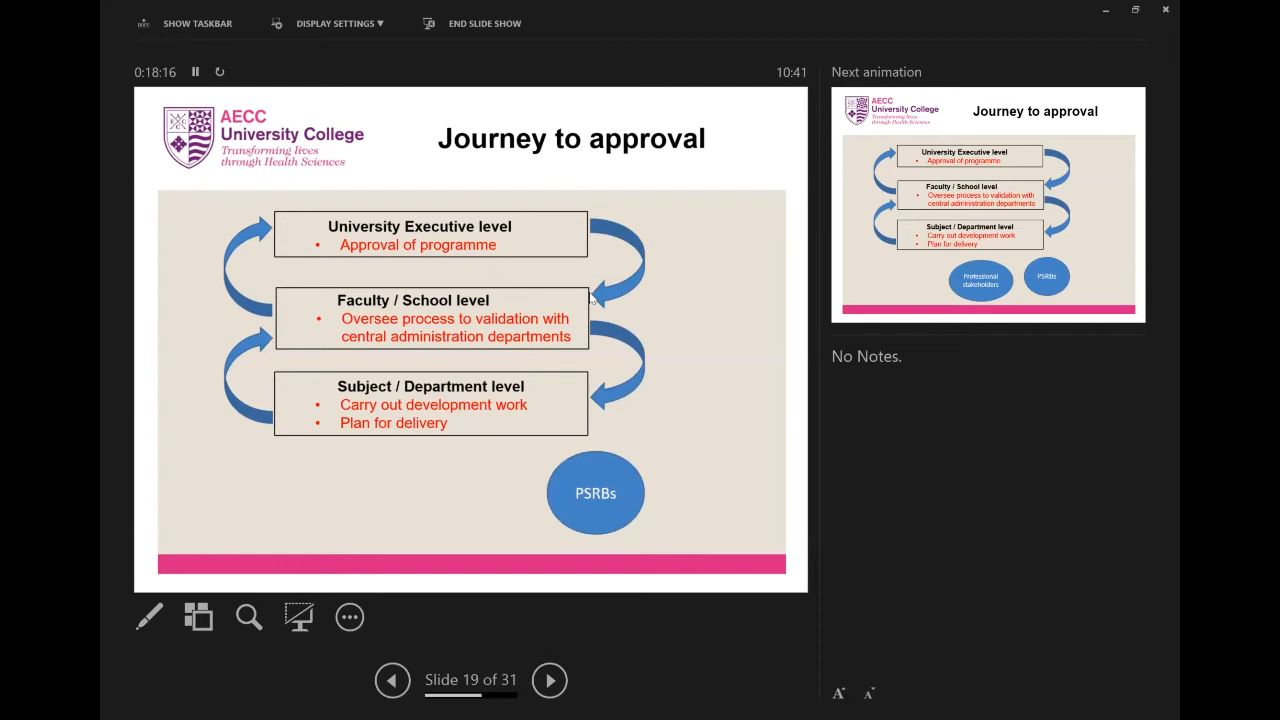 SHOW TASKBAR
DISPLAY SETTINGS ▼
END SLIDE SHOW
0:18:16
10:41
AECC
University College
Transforming lives
through Health Sciences
Journey to approval
University Executive level
• Approval of programme
Faculty / School level
• Oversee process to validation with
central administration departments
Subject / Department level
• Carry out development work
• Plan for delivery
PSRBs
Slide 19 of 31
Next animation
AECC
University College
Transforming lives
through Health Sciences
Journey to approval
University Executive level
• Approval of programme
Faculty / School level
• Oversee process to validation with
central administration departments
Subject / Department level
• Carry out development work
• Plan for delivery
Professional
stakeholders
PSRBs
No Notes.
A A